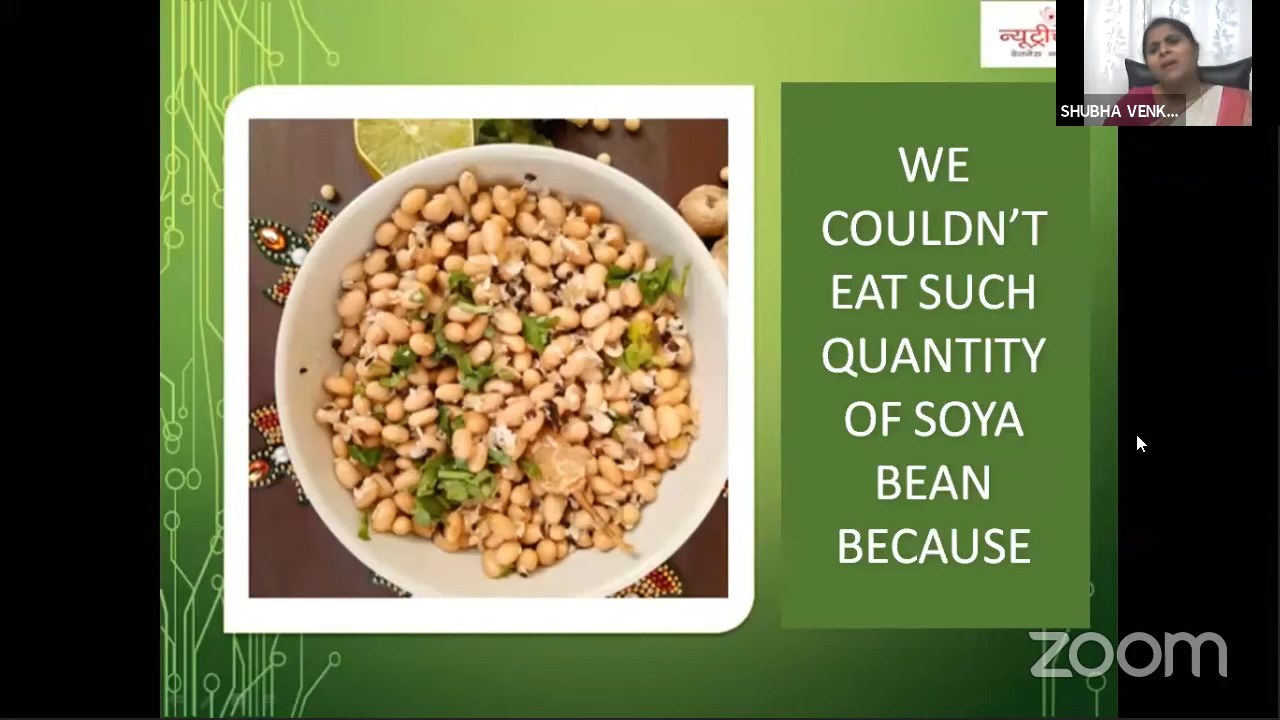 न्यूट्री
SHUBHA VENK...
WE
COULDN’T
EAT SUCH
QUANTITY
OF SOYA
BEAN
BECAUSE
zoom